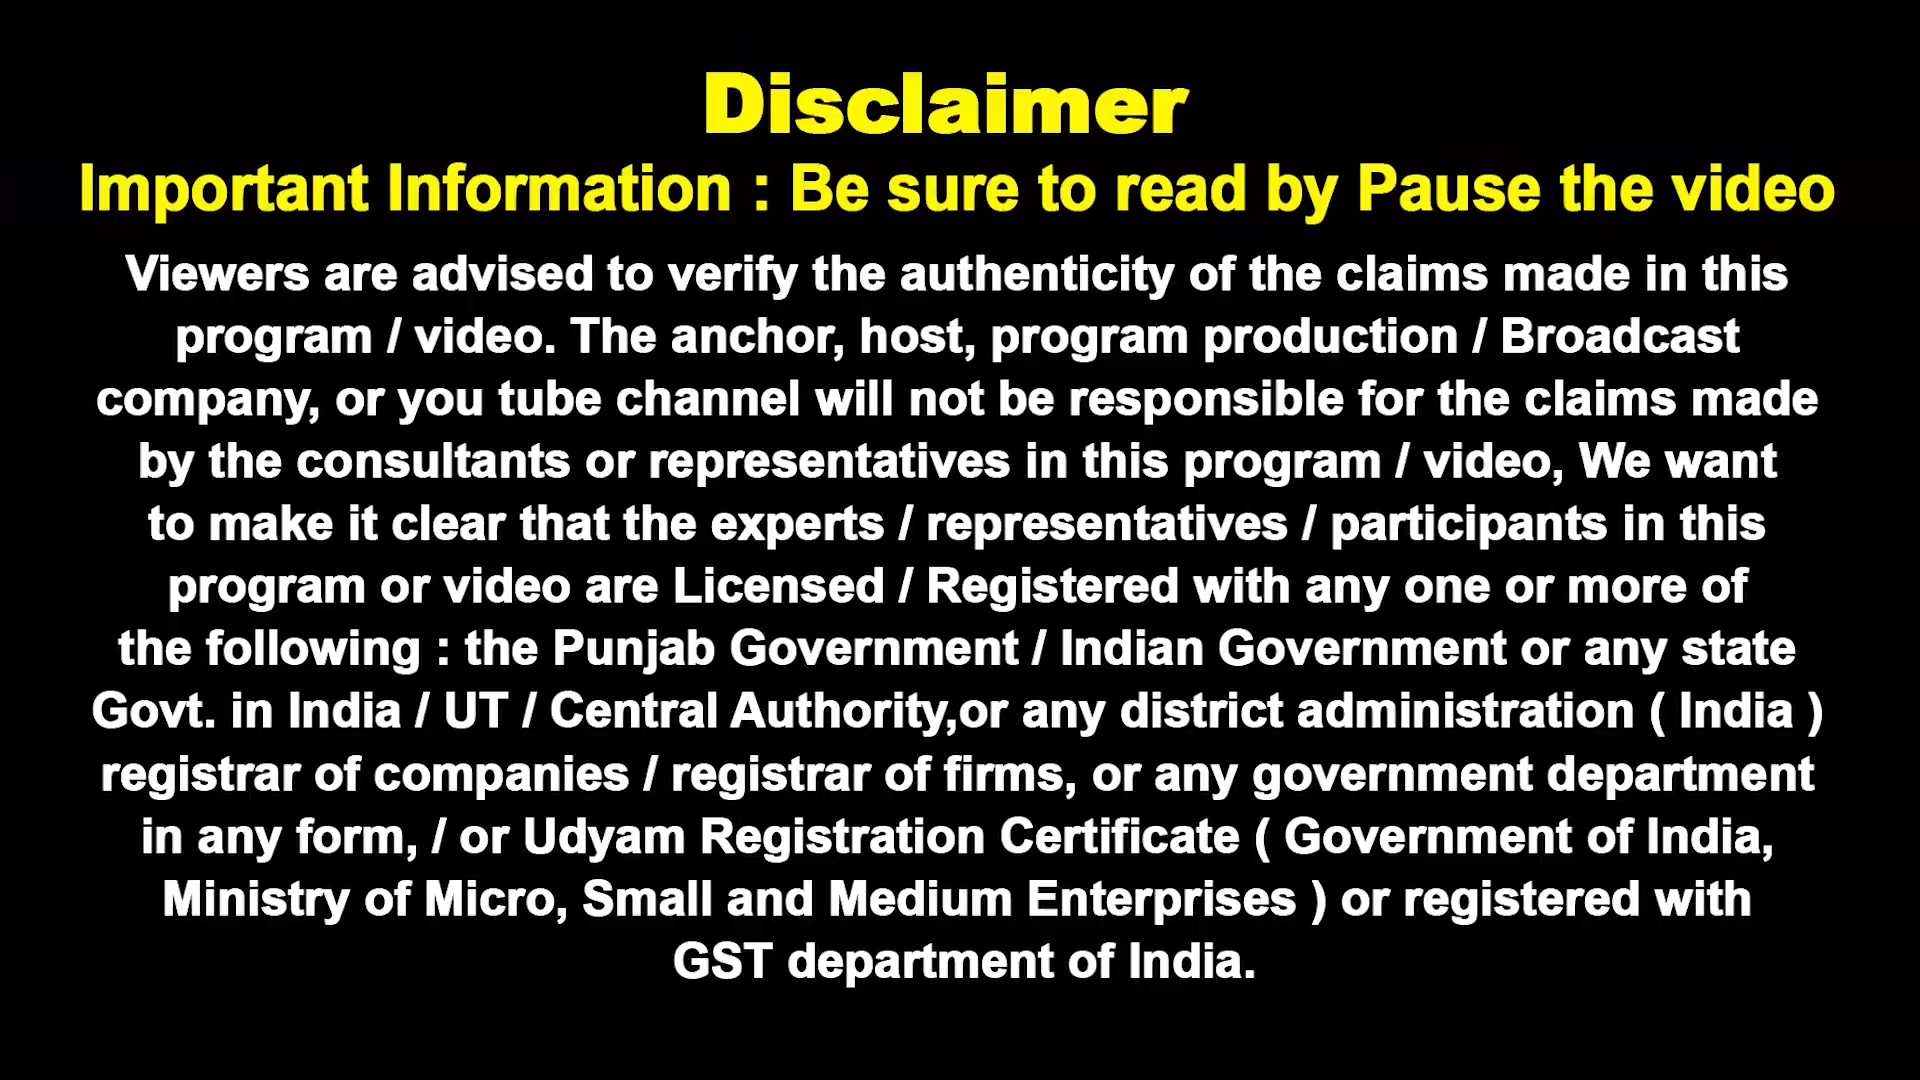 Disclaimer
Important Information : Be sure to read by Pause the video
Viewers are advised to verify the authenticity of the claims made in this
program / video. The anchor, host, program production / Broadcast
company, or you tube channel will not be responsible for the claims made
by the consultants or representatives in this program / video, We want
to make it clear that the experts / representatives / participants in this
program or video are Licensed / Registered with any one or more of
the following : the Punjab Government / Indian Government or any state
Govt. in India / UT / Central Authority,or any district administration ( India )
registrar of companies / registrar of firms, or any government department
in any form, / or Udyam Registration Certificate ( Government of India,
Ministry of Micro, Small and Medium Enterprises ) or registered with
GST department of India.